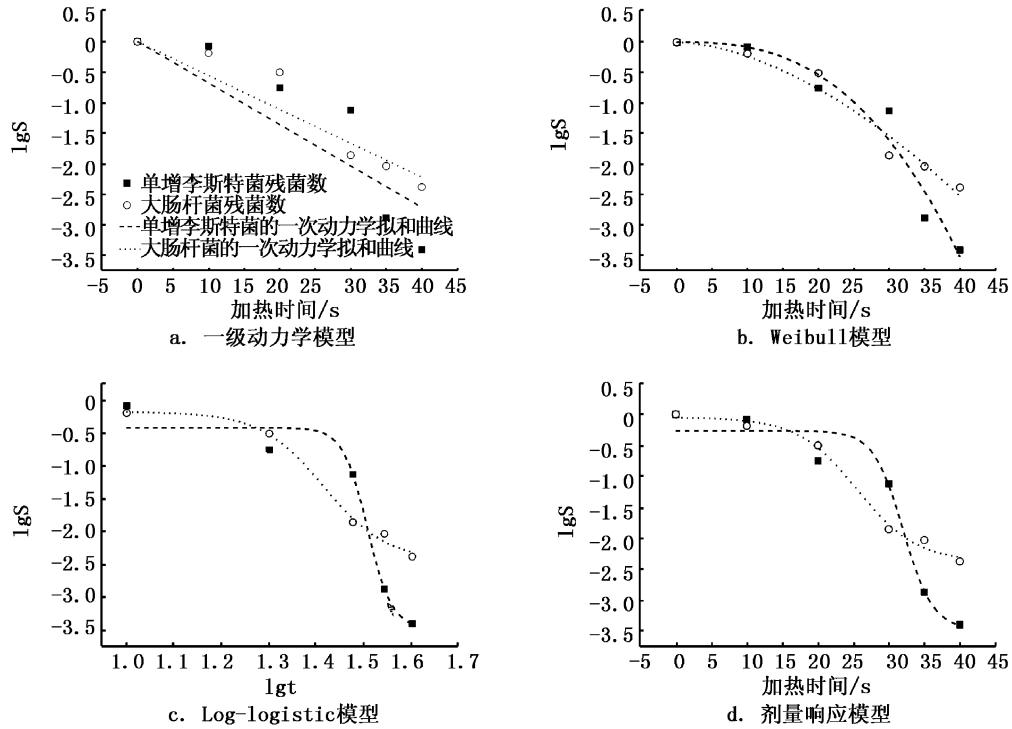 0.5
0
-0.5
-1.0
-1.5
-2.0
-2.5
-3.0
-3.5
lgS
■ 单增李斯特菌残菌数
○ 大肠杆菌残菌数
--- 单增李斯特菌的一次动力学拟和曲线
······ 大肠杆菌的一次动力学拟和曲线
-5 0 5 10 15 20 25 30 35 40 45
加热时间/s
a. 一级动力学模型
0.5
0
-0.5
-1.0
-1.5
-2.0
-2.5
-3.0
-3.5
lgS
-5 0 5 10 15 20 25 30 35 40 45
加热时间/s
b. Weibull模型
0
-0.5
-1.0
-1.5
-2.0
-2.5
-3.0
-3.5
lgS
1.0 1.1 1.2 1.3 1.4 1.5 1.6 1.7
lgt
c. Log-logistic模型
0.5
0
-0.5
-1.0
-1.5
-2.0
-2.5
-3.0
-3.5
lgS
-5 0 5 10 15 20 25 30 35 40 45
加热时间/s
d. 剂量响应模型